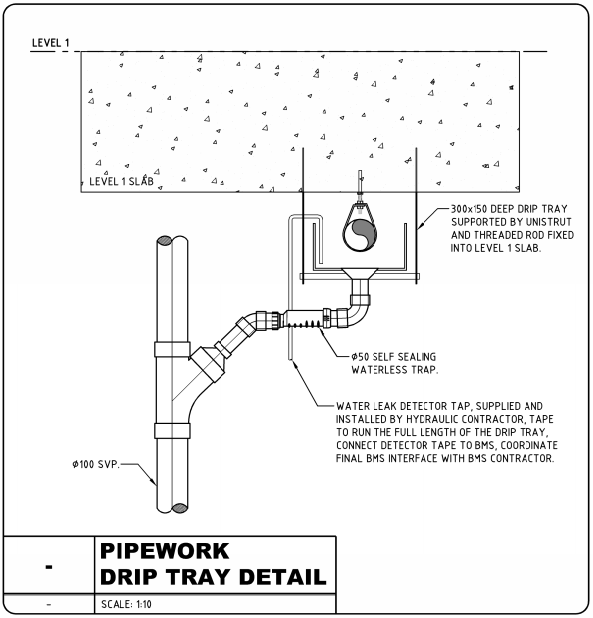 LEVEL 1
LEVEL 1 SLAB
300x150 DEEP DRIP TRAY
SUPPORTED BY UNISTRUT
AND THREADED ROD FIXED
INTO LEVEL 1 SLAB.
Ø50 SELF SEALING
WATERLESS TRAP.
WATER LEAK DETECTOR TAP, SUPPLIED AND
INSTALLED BY HYDRAULIC CONTRACTOR, TAPE
TO RUN THE FULL LENGTH OF THE DRIP TRAY,
CONNECT DETECTOR TAPE TO BMS, COORDINATE
FINAL BMS INTERFACE WITH BMS CONTRACTOR.
Ø100 SVP.
-
PIPEWORK
DRIP TRAY DETAIL
-
SCALE: 1:10